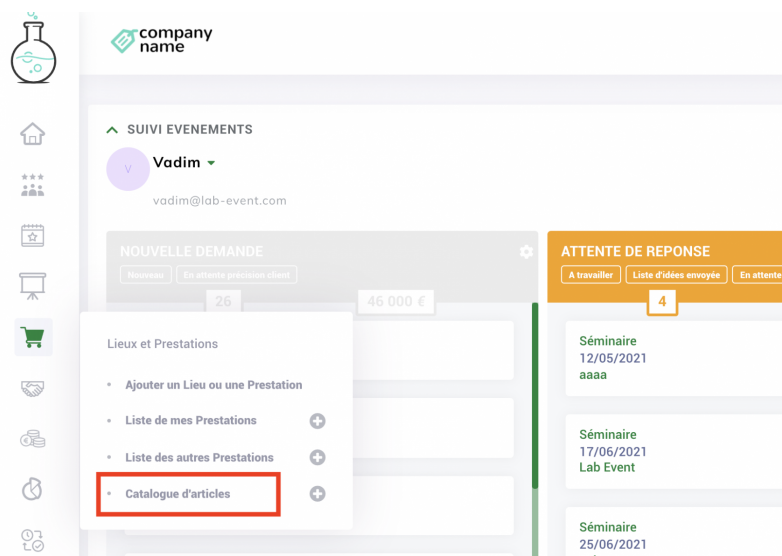 company
name
SUIVI EVENEMENTS
V
Vadim
vadim@lab-event.com
NOUVELLE DEMANDE
Nouveau
En attente précision client
26
46 000 €
ATTENTE DE REPONSE
A travailler
Liste d'idées envoyée
En attente
4
Lieux et Prestations
Ajouter un Lieu ou une Prestation
Liste de mes Prestations
Liste des autres Prestations
Catalogue d'articles
Séminaire
12/05/2021
aaaa
Séminaire
17/06/2021
Lab Event
Séminaire
25/06/2021